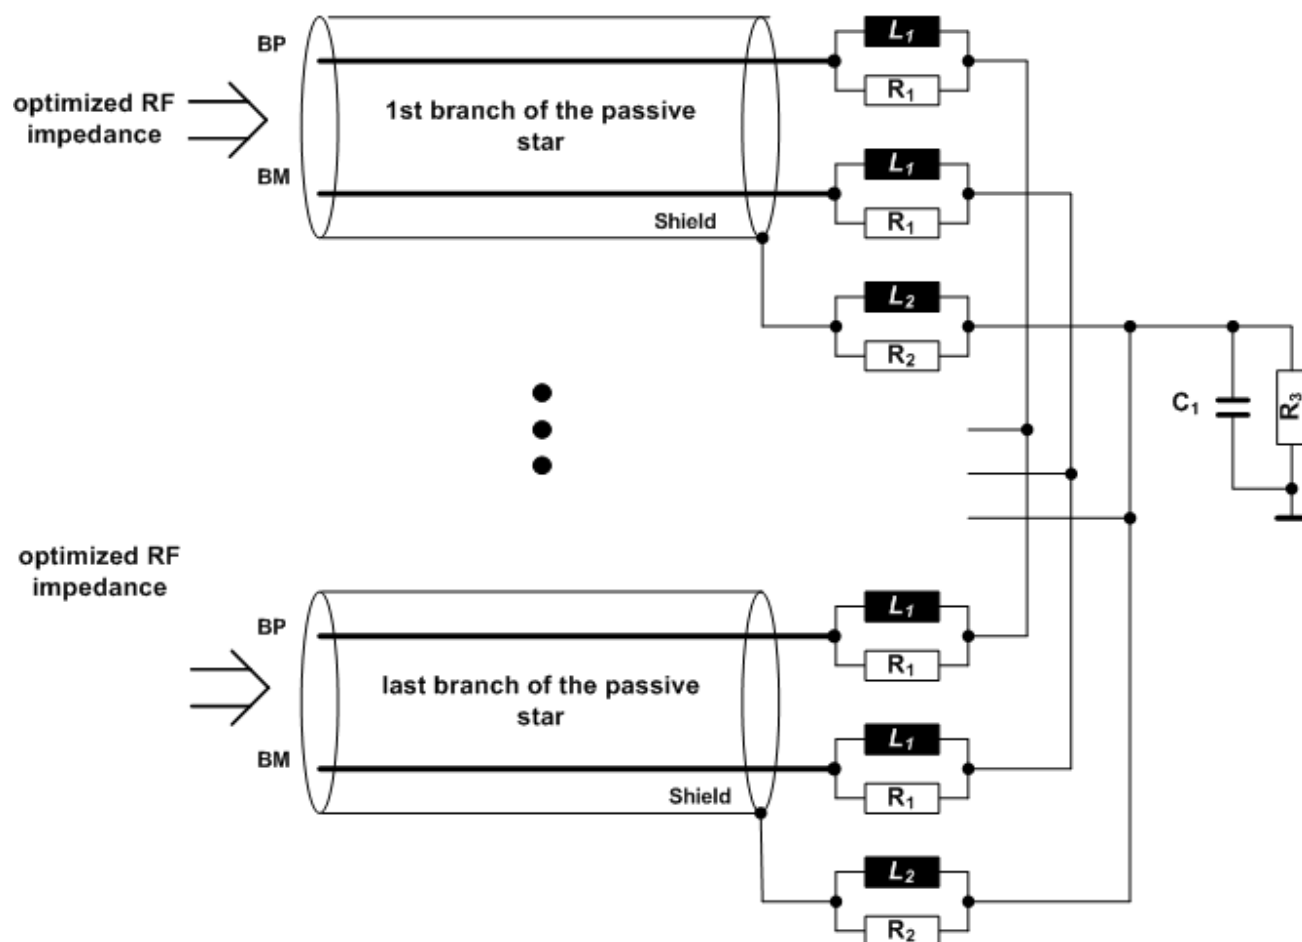 BP
L1
R1
optimized RF
impedance
1st branch of the passive
star
BM
L1
R1
Shield
L2
R2
C1
R3
optimized RF
impedance
BP
L1
R1
last branch of the passive
star
BM
L1
R1
Shield
L2
R2